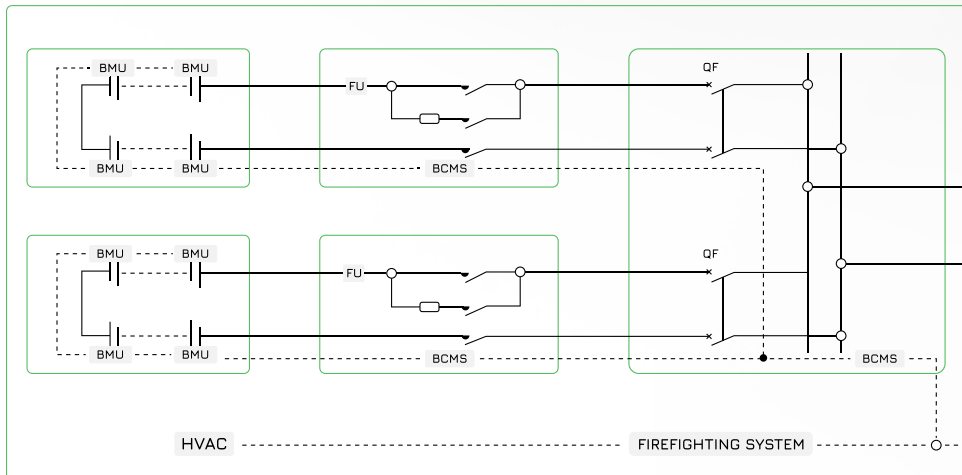 BMU BMU
QF
FU
BMU BMU BCMS
BMU BMU
QF
FU
BMU BMU BCMS BCMS
HVAC FIREFIGHTING SYSTEM